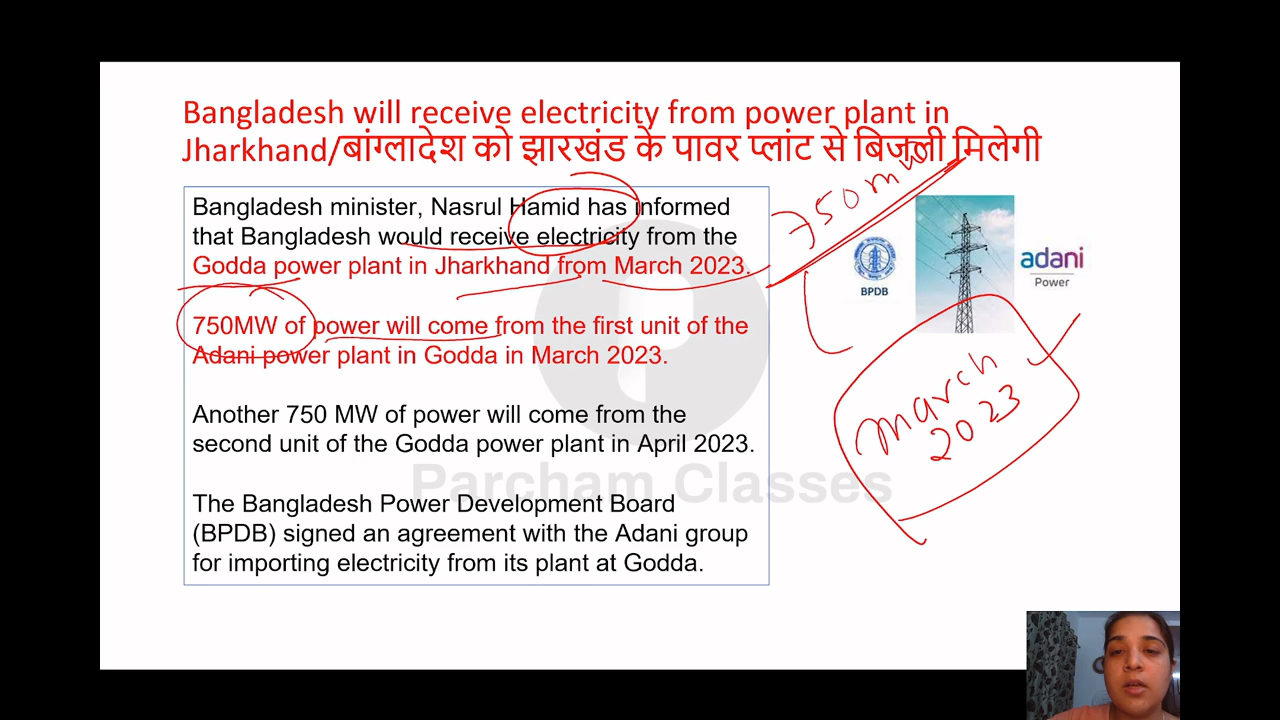 Bangladesh will receive electricity from power plant in
Jharkhand/बांग्लादेश को झारखंड के पावर प्लांट से बिजली मिलेगी
Bangladesh minister, Nasrul Hamid has informed
that Bangladesh would receive electricity from the
Godda power plant in Jharkhand from March 2023.
750MW of power will come from the first unit of the
Adani power plant in Godda in March 2023.
Another 750 MW of power will come from the
second unit of the Godda power plant in April 2023.
The Bangladesh Power Development Board
(BPDB) signed an agreement with the Adani group
for importing electricity from its plant at Godda.
Parcham Classes
750mW
BPDB
adani
Power
March
2023